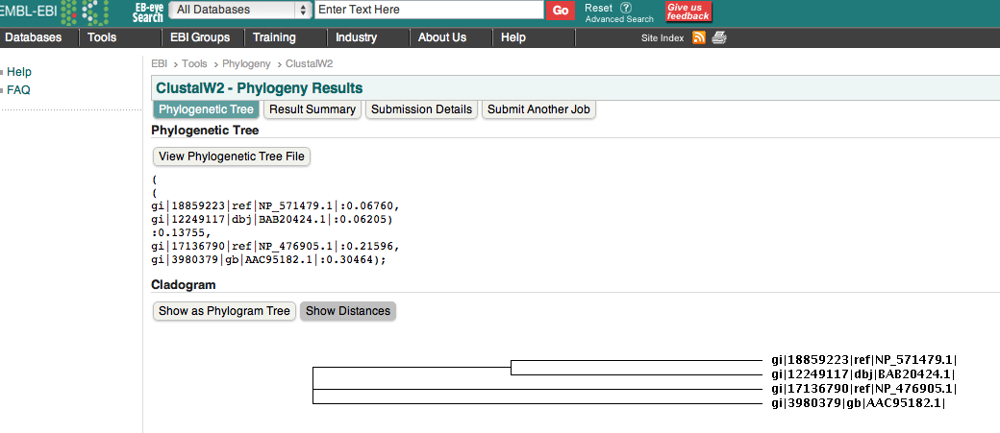 EMBL-EBI
EB-eye
Search
All Databases
Enter Text Here
Go
Reset
?
Advanced Search
Give us
feedback
Databases
Tools
EBI Groups
Training
Industry
About Us
Help
Site Index
Help
FAQ
EBI > Tools > Phylogeny > ClustalW2
ClustalW2 - Phylogeny Results
Phylogenetic Tree
Result Summary
Submission Details
Submit Another Job
Phylogenetic Tree
View Phylogenetic Tree File
(
(
gi|18859223|ref|NP_571479.1|:0.06760,
gi|12249117|dbj|BAB20424.1|:0.06205)
:0.13755,
gi|17136790|ref|NP_476905.1|:0.21596,
gi|3980379|gb|AAC95182.1|:0.30464);
Cladogram
Show as Phylogram Tree
Show Distances
gi|18859223|ref|NP_571479.1|
gi|12249117|dbj|BAB20424.1|
gi|17136790|ref|NP_476905.1|
gi|3980379|gb|AAC95182.1|